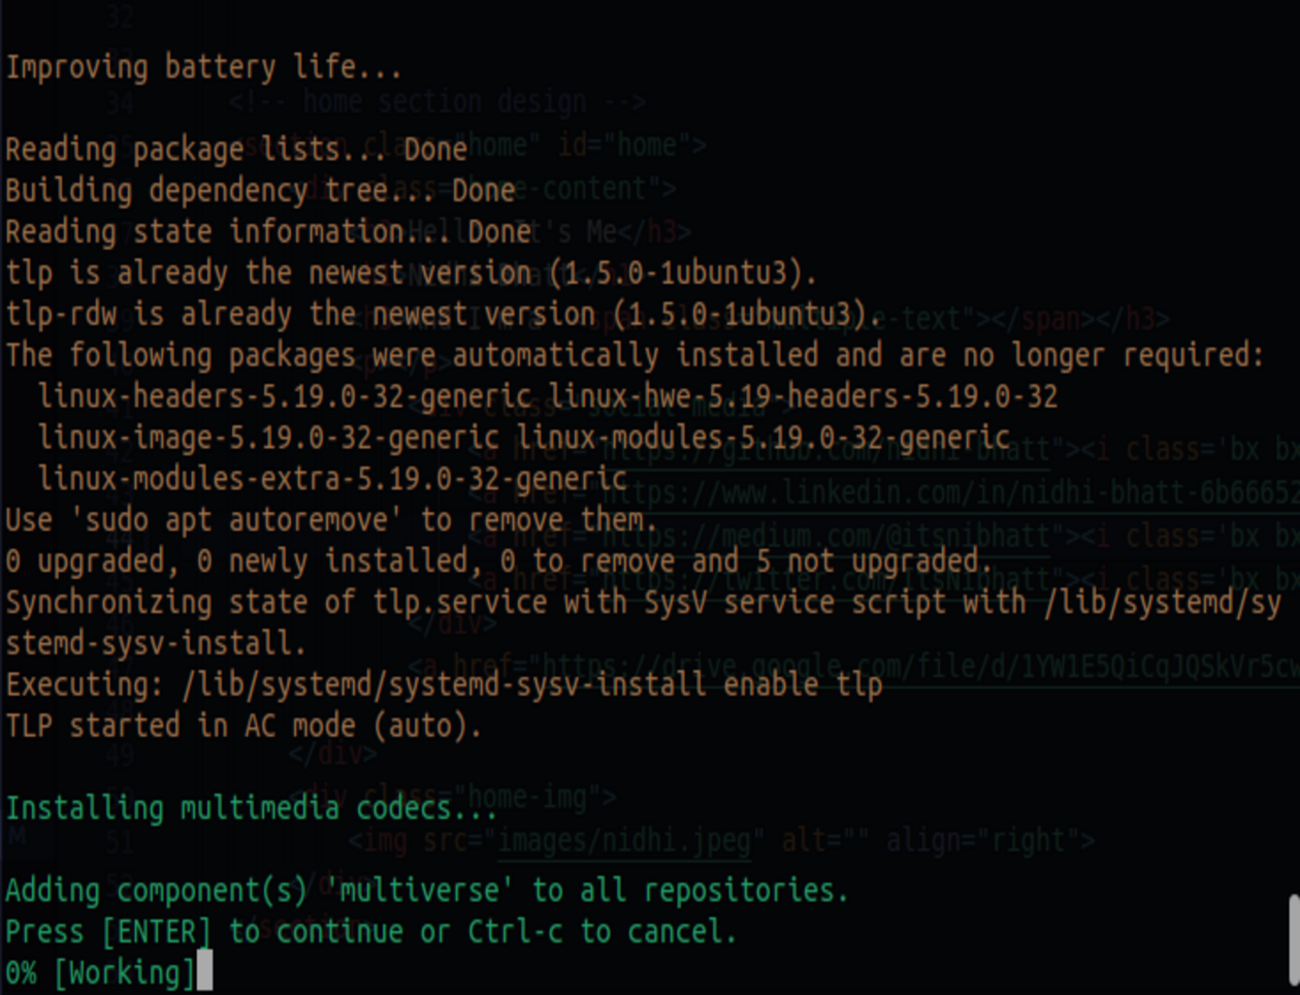 Improving battery life...
Reading package lists... Done
Building dependency tree... Done
Reading state information... Done
tlp is already the newest version (1.5.0-1ubuntu3).
tlp-rdw is already the newest version (1.5.0-1ubuntu3).
The following packages were automatically installed and are no longer required:
  linux-headers-5.19.0-32-generic linux-hwe-5.19-headers-5.19.0-32
  linux-image-5.19.0-32-generic linux-modules-5.19.0-32-generic
  linux-modules-extra-5.19.0-32-generic
Use 'sudo apt autoremove' to remove them.
0 upgraded, 0 newly installed, 0 to remove and 5 not upgraded.
Synchronizing state of tlp.service with SysV service script with /lib/systemd/sy
stemd-sysv-install.
Executing: /lib/systemd/systemd-sysv-install enable tlp
TLP started in AC mode (auto).
Installing multimedia codecs...
Adding component(s) 'multiverse' to all repositories.
Press [ENTER] to continue or Ctrl-c to cancel.
0% [Working]